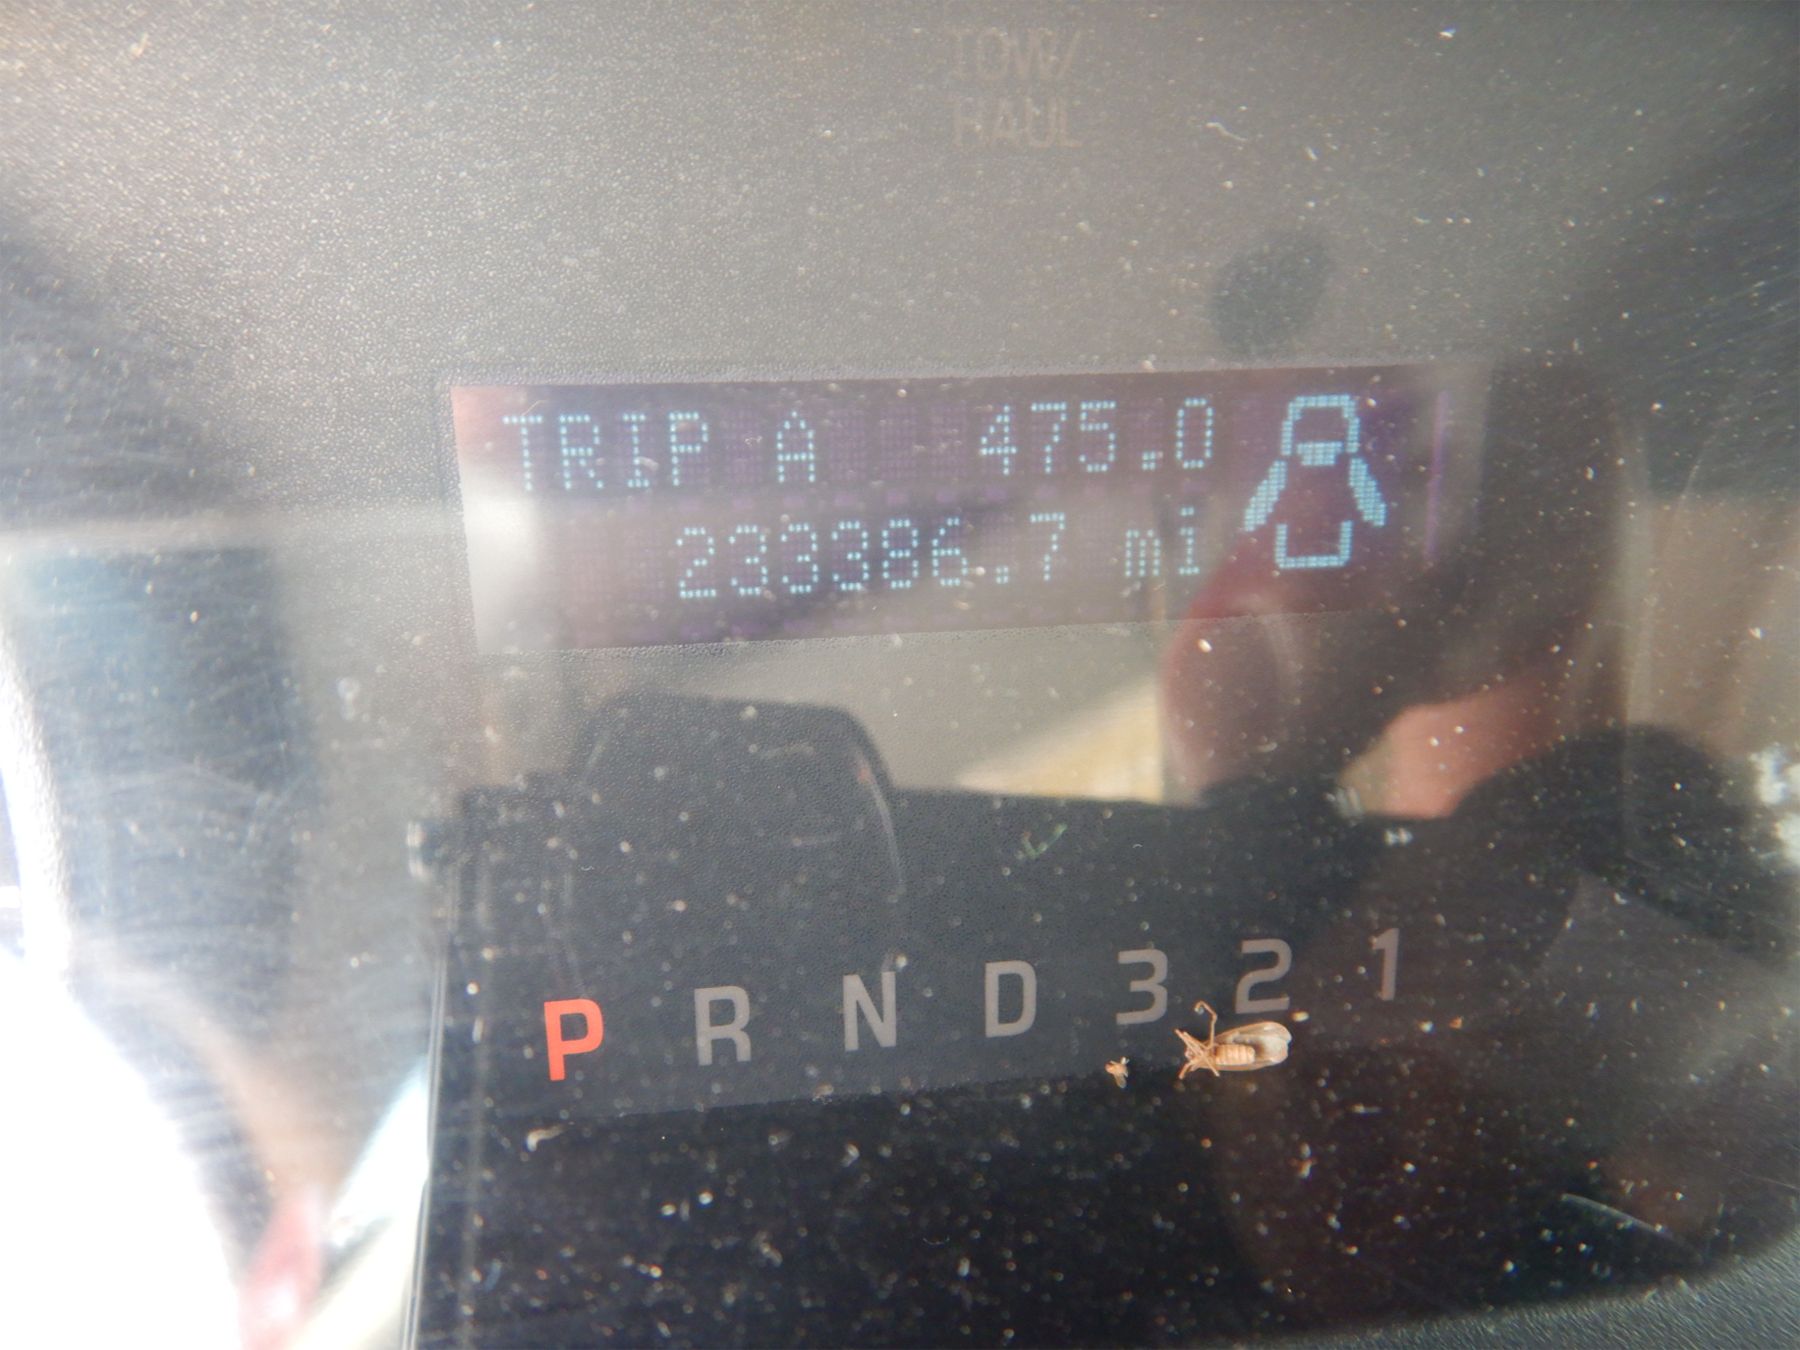 TOW/
HAUL
TRIP A 475.0
233386.7 mi
P R N D 3 2 1